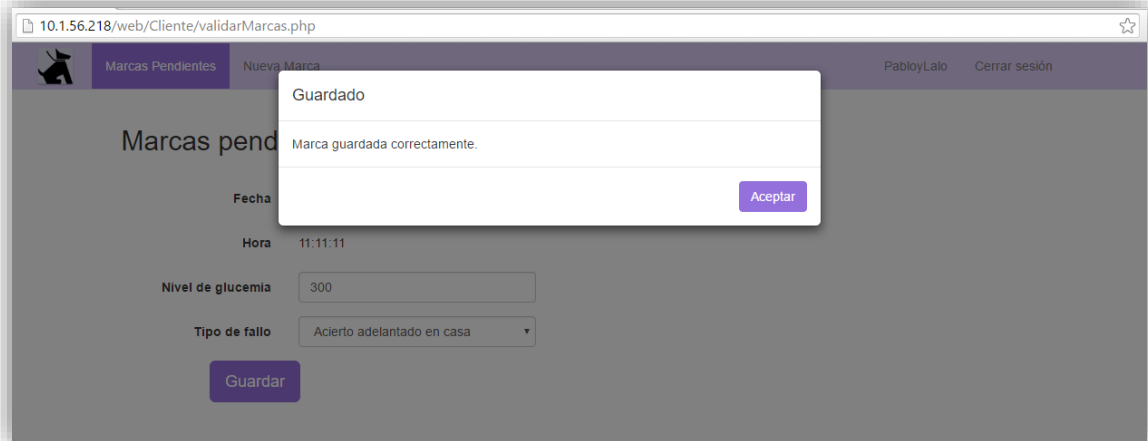 10.1.56.218/web/Cliente/validarMarcas.php
Marcas Pendientes Nueva Marca PabloyLalo Cerrar sesión
Guardado
Marcas pend
Marca guardada correctamente.
Aceptar
Fecha
Hora 11:11:11
Nivel de glucemia 300
Tipo de fallo Acierto adelantado en casa
Guardar